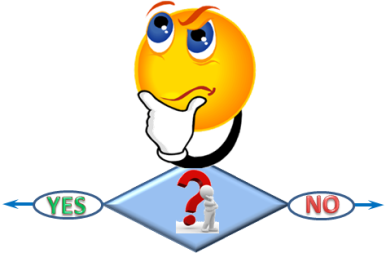 YES ? NO